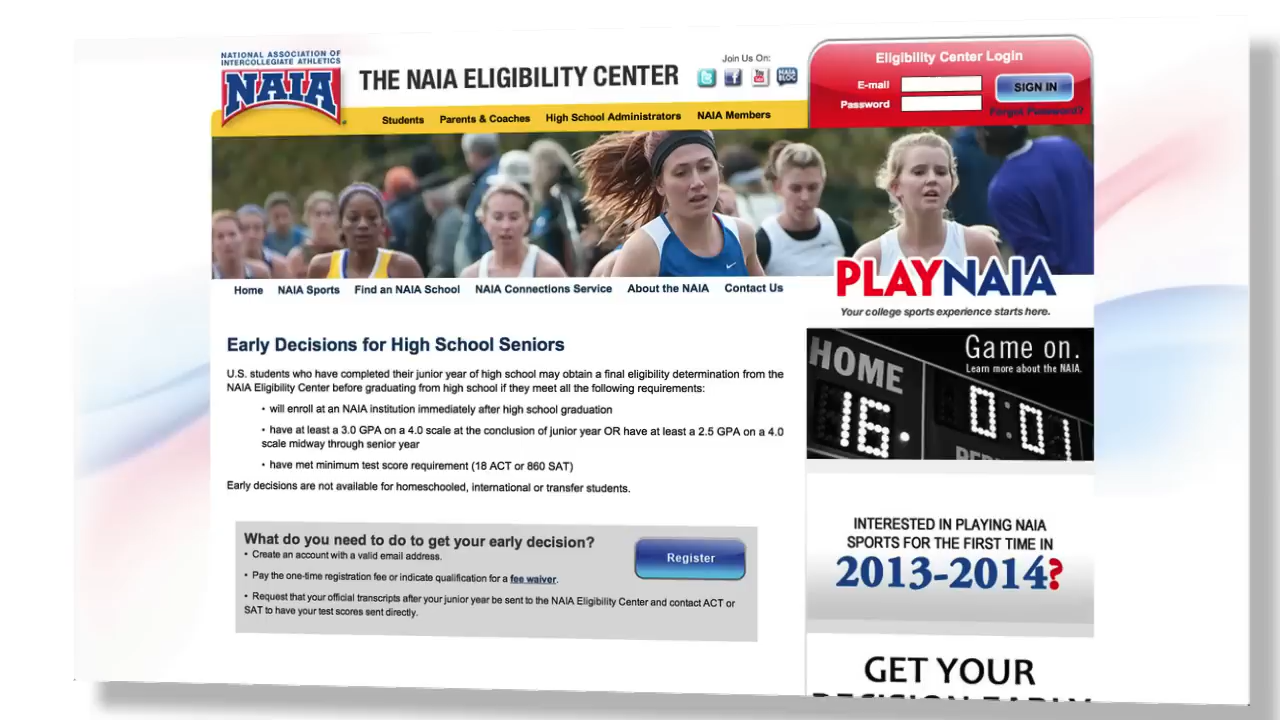 NATIONAL ASSOCIATION OF
INTERCOLLEGIATE ATHLETICS
NAIA
THE NAIA ELIGIBILITY CENTER
Join Us On:
You
Tube
NAIA
BLOG
Eligibility Center Login
E-mail
Password
SIGN IN
Forgot Password?
Students Parents & Coaches High School Administrators NAIA Members
Home NAIA Sports Find an NAIA School NAIA Connections Service About the NAIA Contact Us
PLAYNAIA
Your college sports experience starts here.
Early Decisions for High School Seniors
U.S. students who have completed their junior year of high school may obtain a final eligibility determination from the
NAIA Eligibility Center before graduating from high school if they meet all the following requirements:
• will enroll at an NAIA institution immediately after high school graduation
• have at least a 3.0 GPA on a 4.0 scale at the conclusion of junior year OR have at least a 2.5 GPA on a 4.0
scale midway through senior year
• have met minimum test score requirement (18 ACT or 860 SAT)
Early decisions are not available for homeschooled, international or transfer students.
What do you need to do to get your early decision?
• Create an account with a valid email address.
• Pay the one-time registration fee or indicate qualification for a fee waiver.
• Request that your official transcripts after your junior year be sent to the NAIA Eligibility Center and contact ACT or
SAT to have your test scores sent directly.
Register
HOME
16
0:01
Game on.
Learn more about the NAIA.
INTERESTED IN PLAYING NAIA
SPORTS FOR THE FIRST TIME IN
2013-2014?
GET YOUR
DECISION EARLY